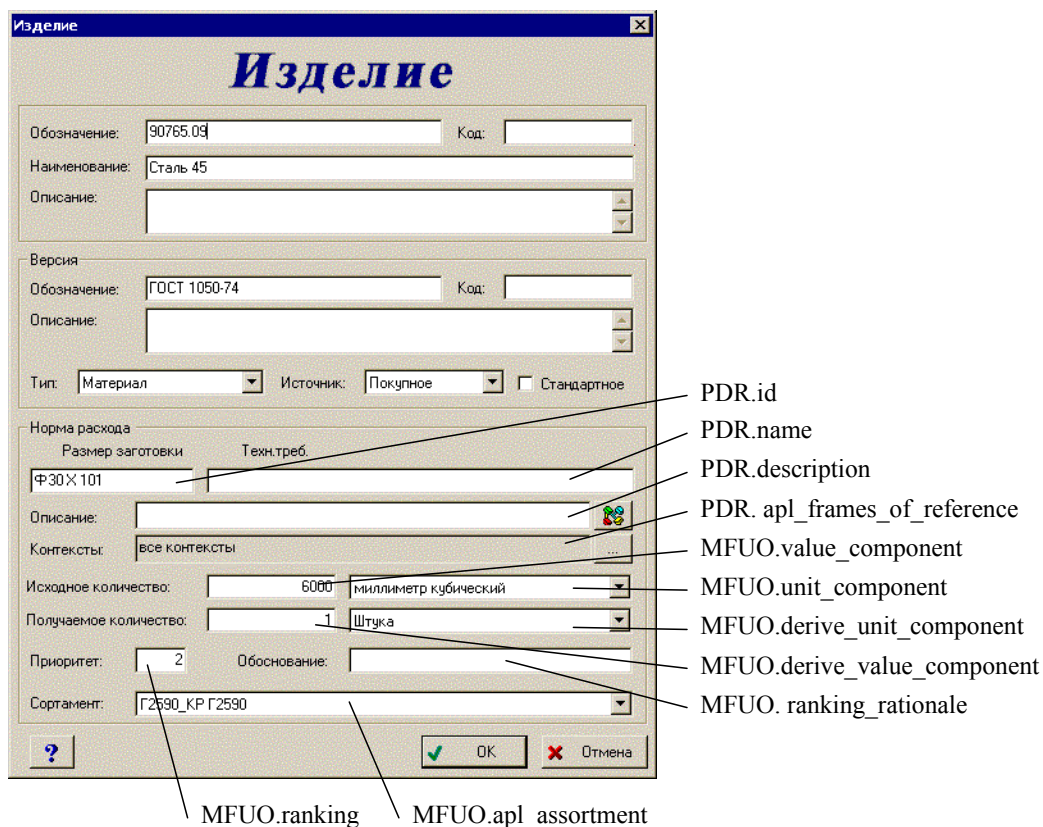 Изделие
Изделие
Обозначение: 90765.09 Код:
Наименование: Сталь 45
Описание:
Версия
Обозначение: ГОСТ 1050-74 Код:
Описание:
Тип: Материал Источник: Покупное Стандартное
PDR.id
Норма расхода
PDR.name
Размер заготовки Техн.треб.
Ф30 X 101
PDR.description
Описание:
PDR. apl_frames_of_reference
Контексты: все контексты ...
MFUO.value_component
Исходное количество: 6000 миллиметр кубический
MFUO.unit_component
Получаемое количество: 1 Штука
MFUO.derive_unit_component
Приоритет: 2 Обоснование:
MFUO.derive_value_component
Сортамент: Г2590_КР Г2590
MFUO. ranking_rationale
? OK Отмена
MFUO.ranking MFUO.apl_assortment